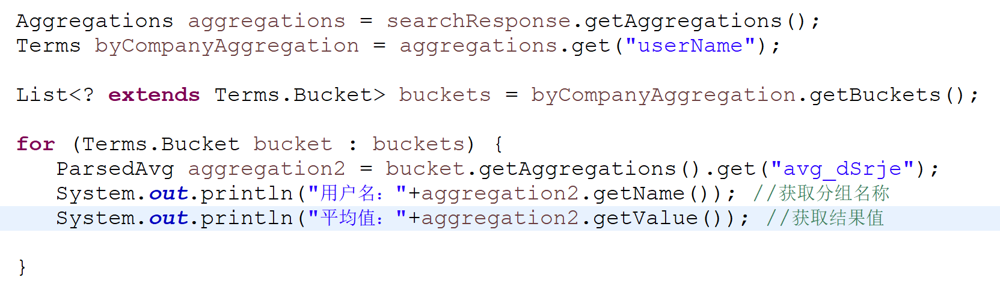 Aggregations aggregations = searchResponse.getAggregations();
Terms byCompanyAggregation = aggregations.get("userName");
List<? extends Terms.Bucket> buckets = byCompanyAggregation.getBuckets();
for (Terms.Bucket bucket : buckets) {
ParsedAvg aggregation2 = bucket.getAggregations().get("avg_dSrje");
System.out.println("用户名："+aggregation2.getName()); //获取分组名称
System.out.println("平均值："+aggregation2.getValue()); //获取结果值
}